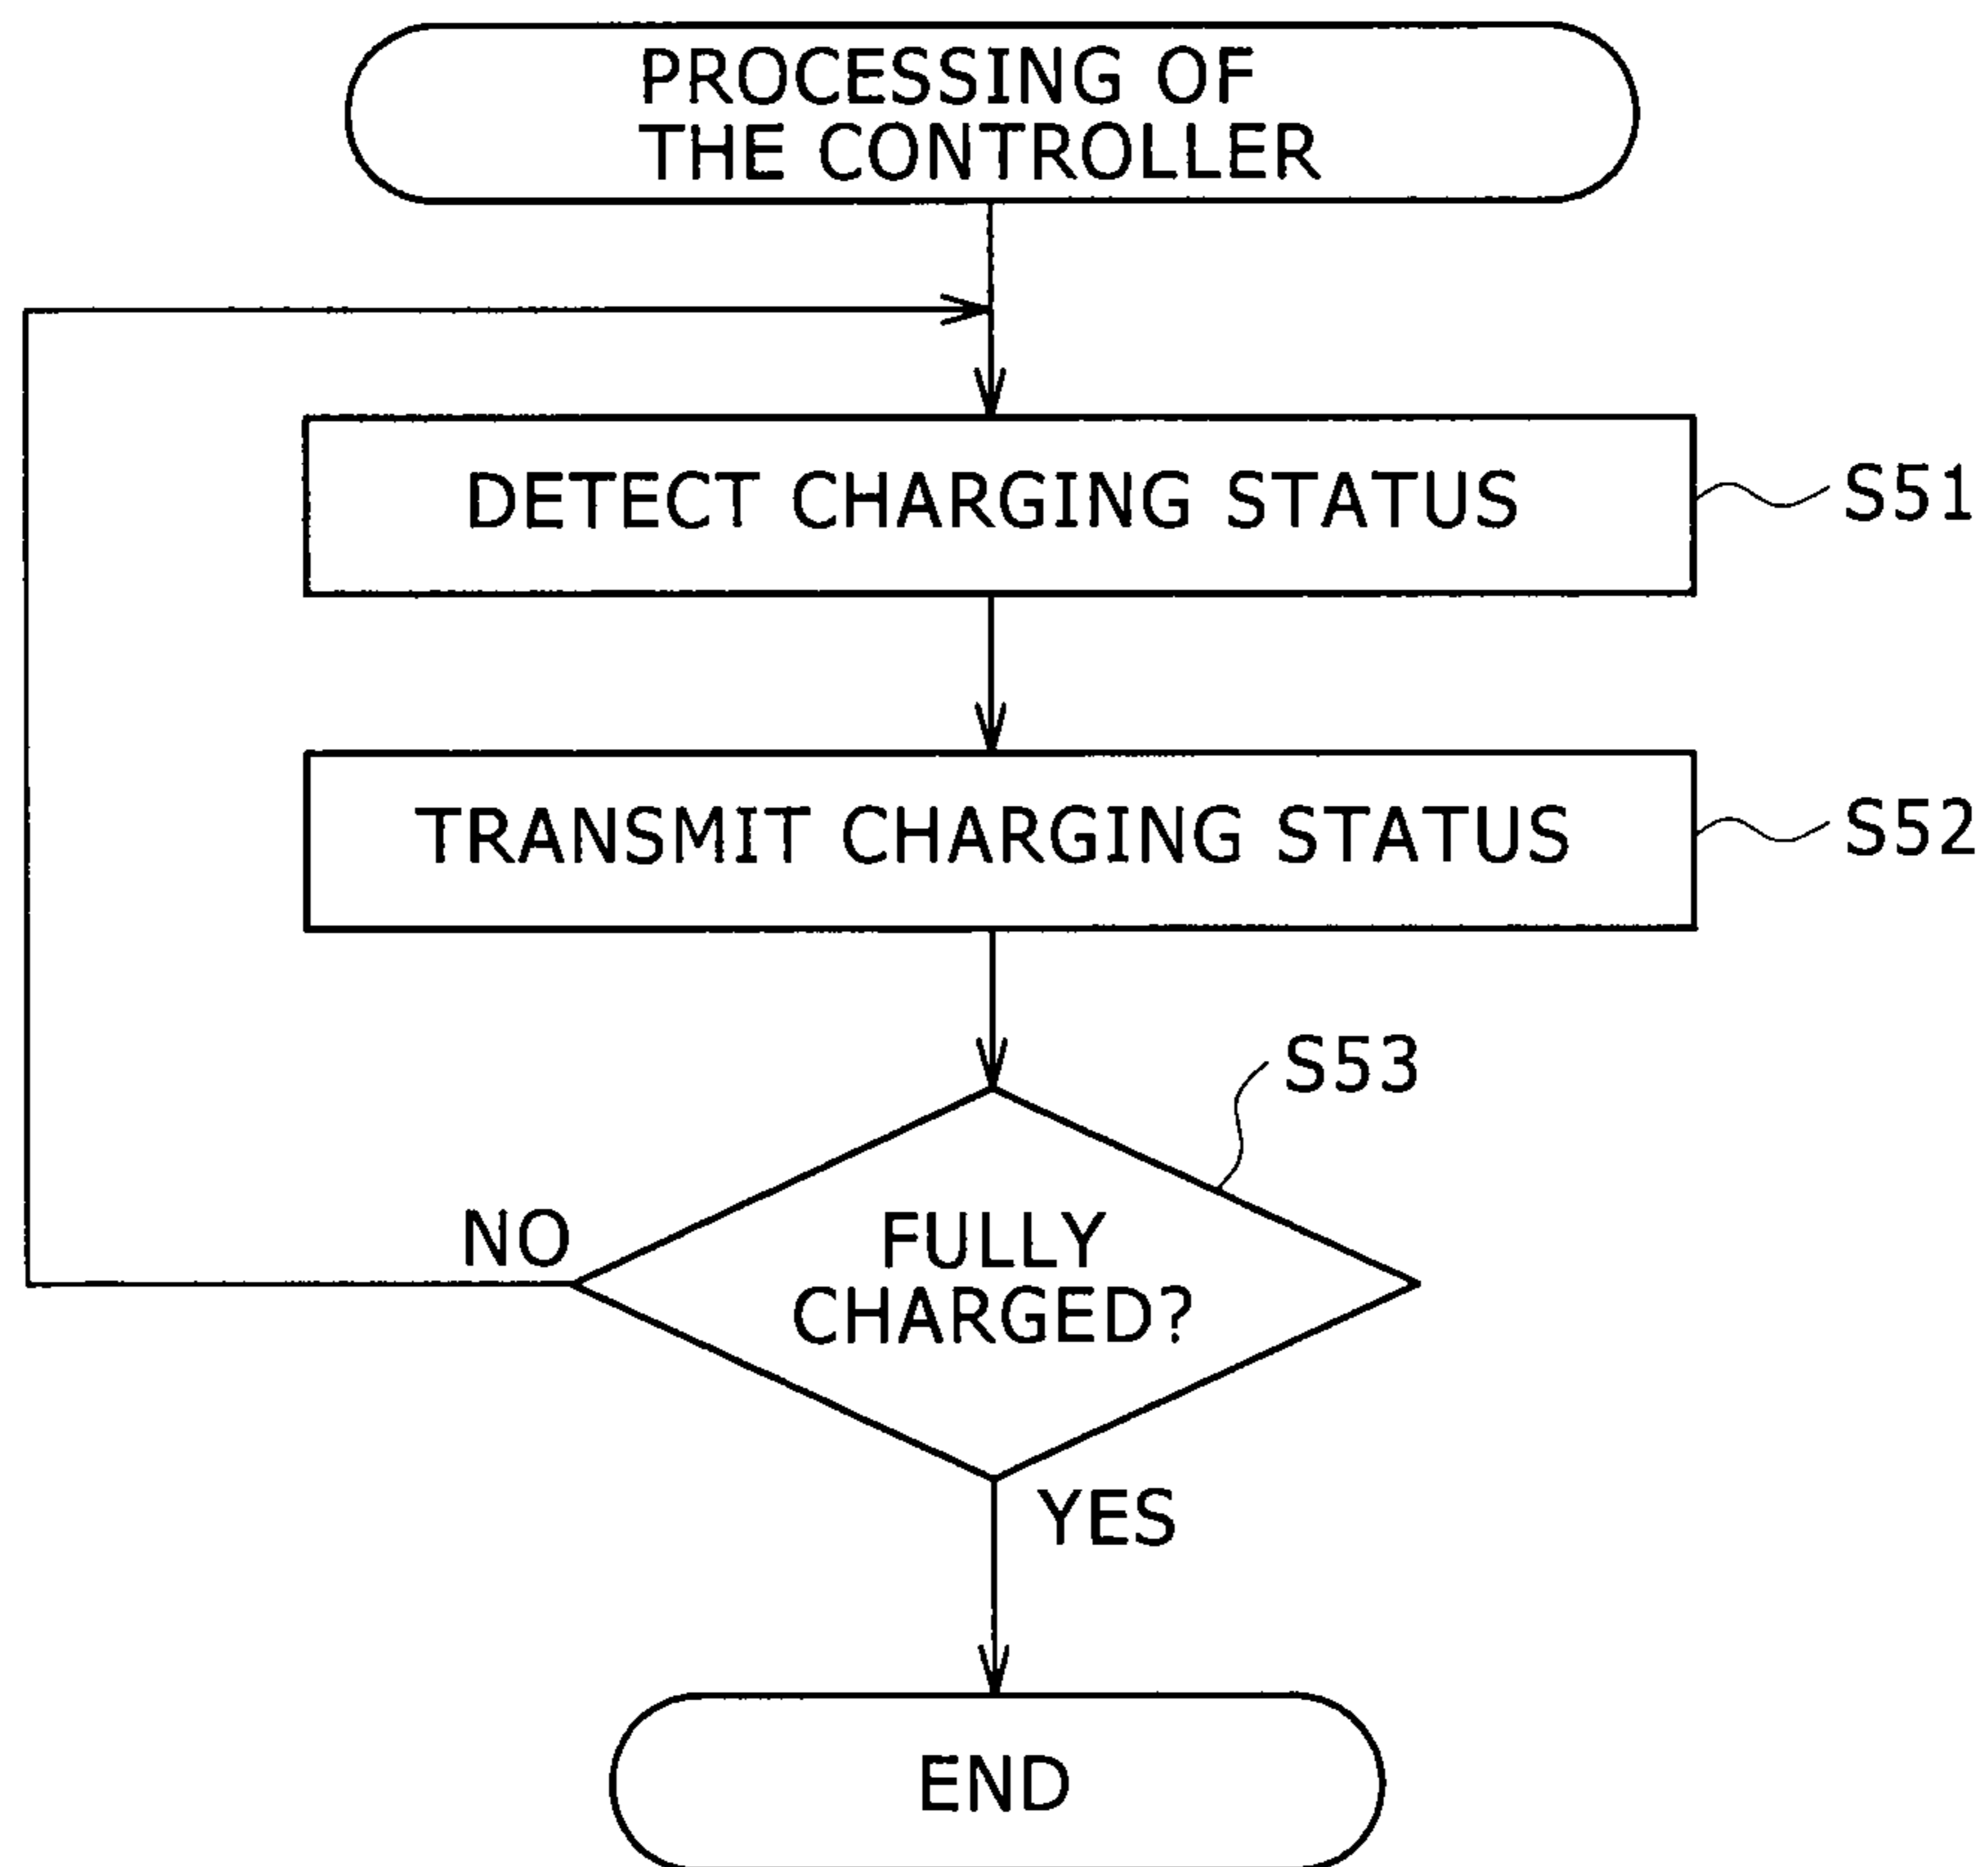 PROCESSING OF
THE CONTROLLER
DETECT CHARGING STATUS
S51
TRANSMIT CHARGING STATUS
S52
S53
FULLY
CHARGED?
NO
YES
END